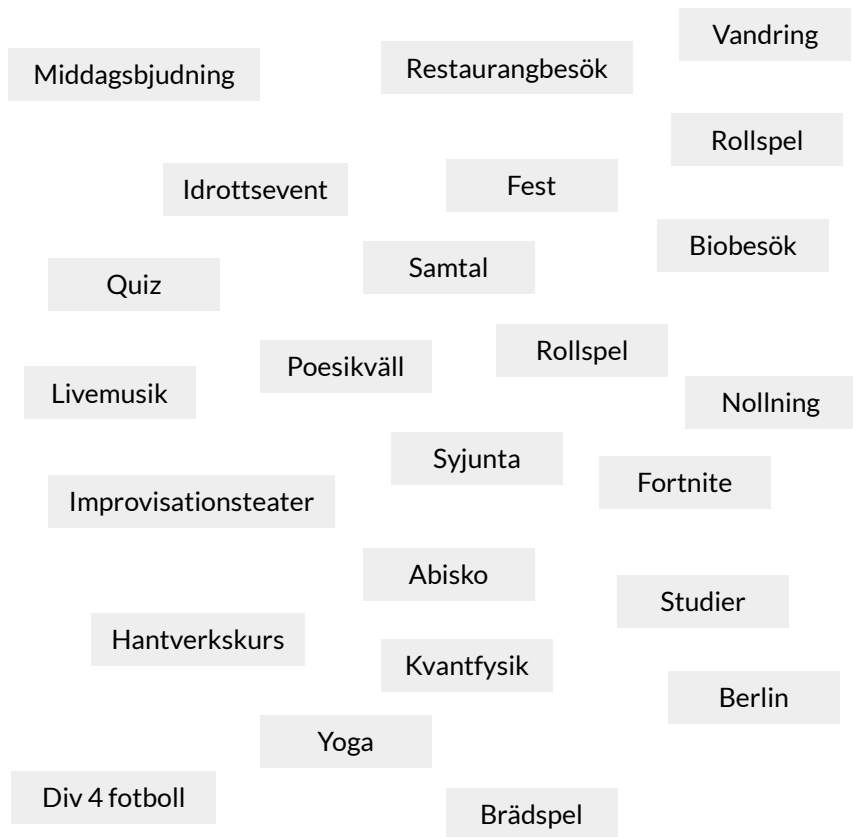 Vandring
Middagsbjudning
Restaurangbesök
Rollspel
Idrottsevent
Fest
Biobesök
Samtal
Quiz
Rollspel
Poesikväll
Livemusik
Nollning
Syjunta
Fortnite
Improvisationsteater
Abisko
Studier
Hantverkskurs
Kvantfysik
Berlin
Yoga
Div 4 fotboll
Brädspel